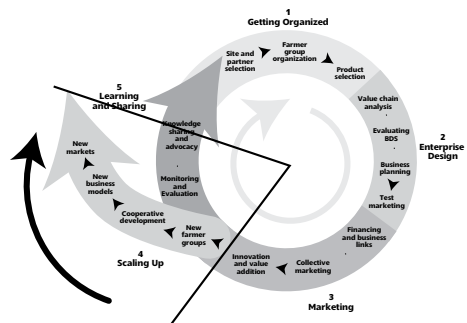 1
Getting Organized
Site and
partner
selection
Farmer
group
organization
Product
selection
Value chain
analysis
Evaluating
BDS
Business
planning
Test
marketing
2
Enterprise
Design
Financing
and business
links
Collective
marketing
Innovation
and value
addition
3
Marketing
New
farmer
groups
Cooperative
development
New
business
models
New
markets
4
Scaling Up
5
Learning
and Sharing
Knowledge
sharing
and
advocacy
Monitoring
and
Evaluation